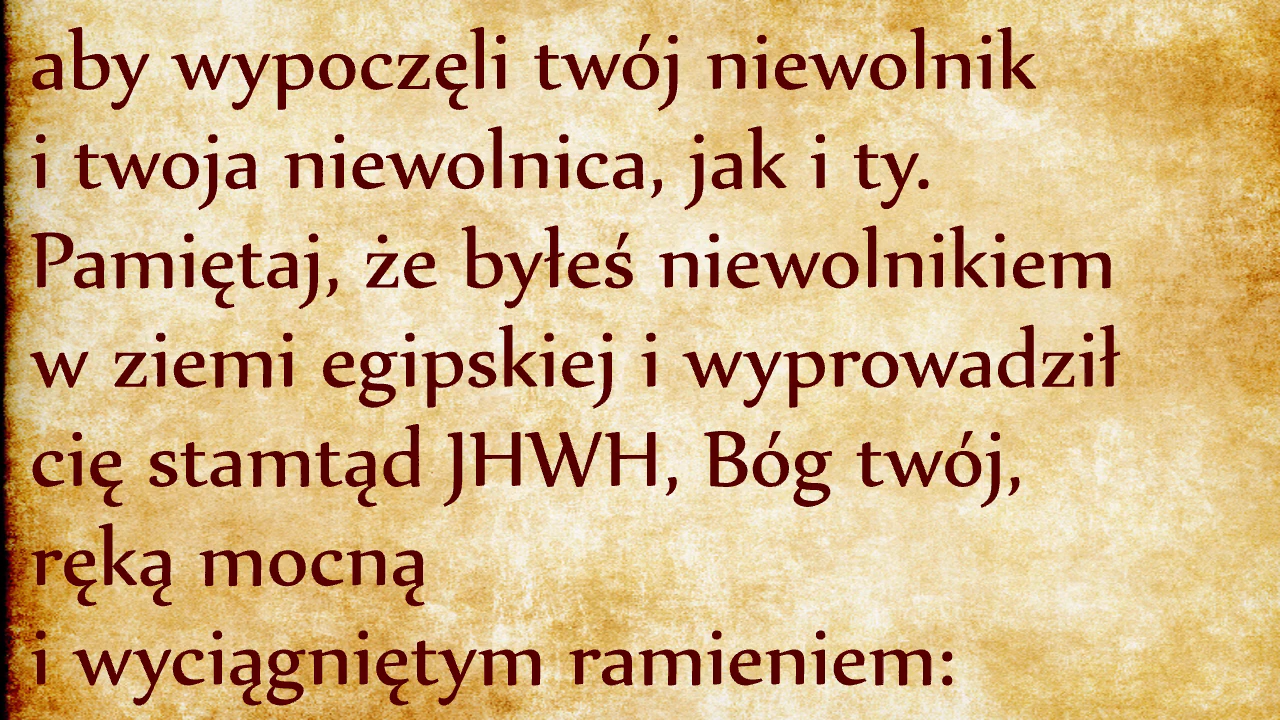 aby wypoczęli twój niewolnik
i twoja niewolnica, jak i ty.
Pamiętaj, że byłeś niewolnikiem
w ziemi egipskiej i wyprowadził
cię stamtąd JHWH, Bóg twój,
ręką mocną
i wyciągniętym ramieniem: